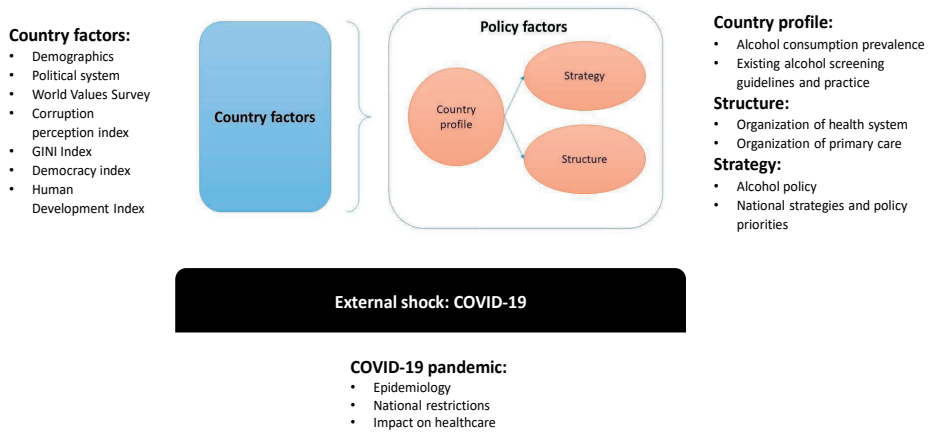 Country factors:
• Demographics
• Political system
• World Values Survey
• Corruption
perception index
• GINI Index
• Democracy index
• Human
Development Index
Country factors
Policy factors
Country
profile
Strategy
Structure
Country profile:
• Alcohol consumption prevalence
• Existing alcohol screening
guidelines and practice
Structure:
• Organization of health system
• Organization of primary care
Strategy:
• Alcohol policy
• National strategies and policy
priorities
External shock: COVID-19
COVID-19 pandemic:
• Epidemiology
• National restrictions
• Impact on healthcare